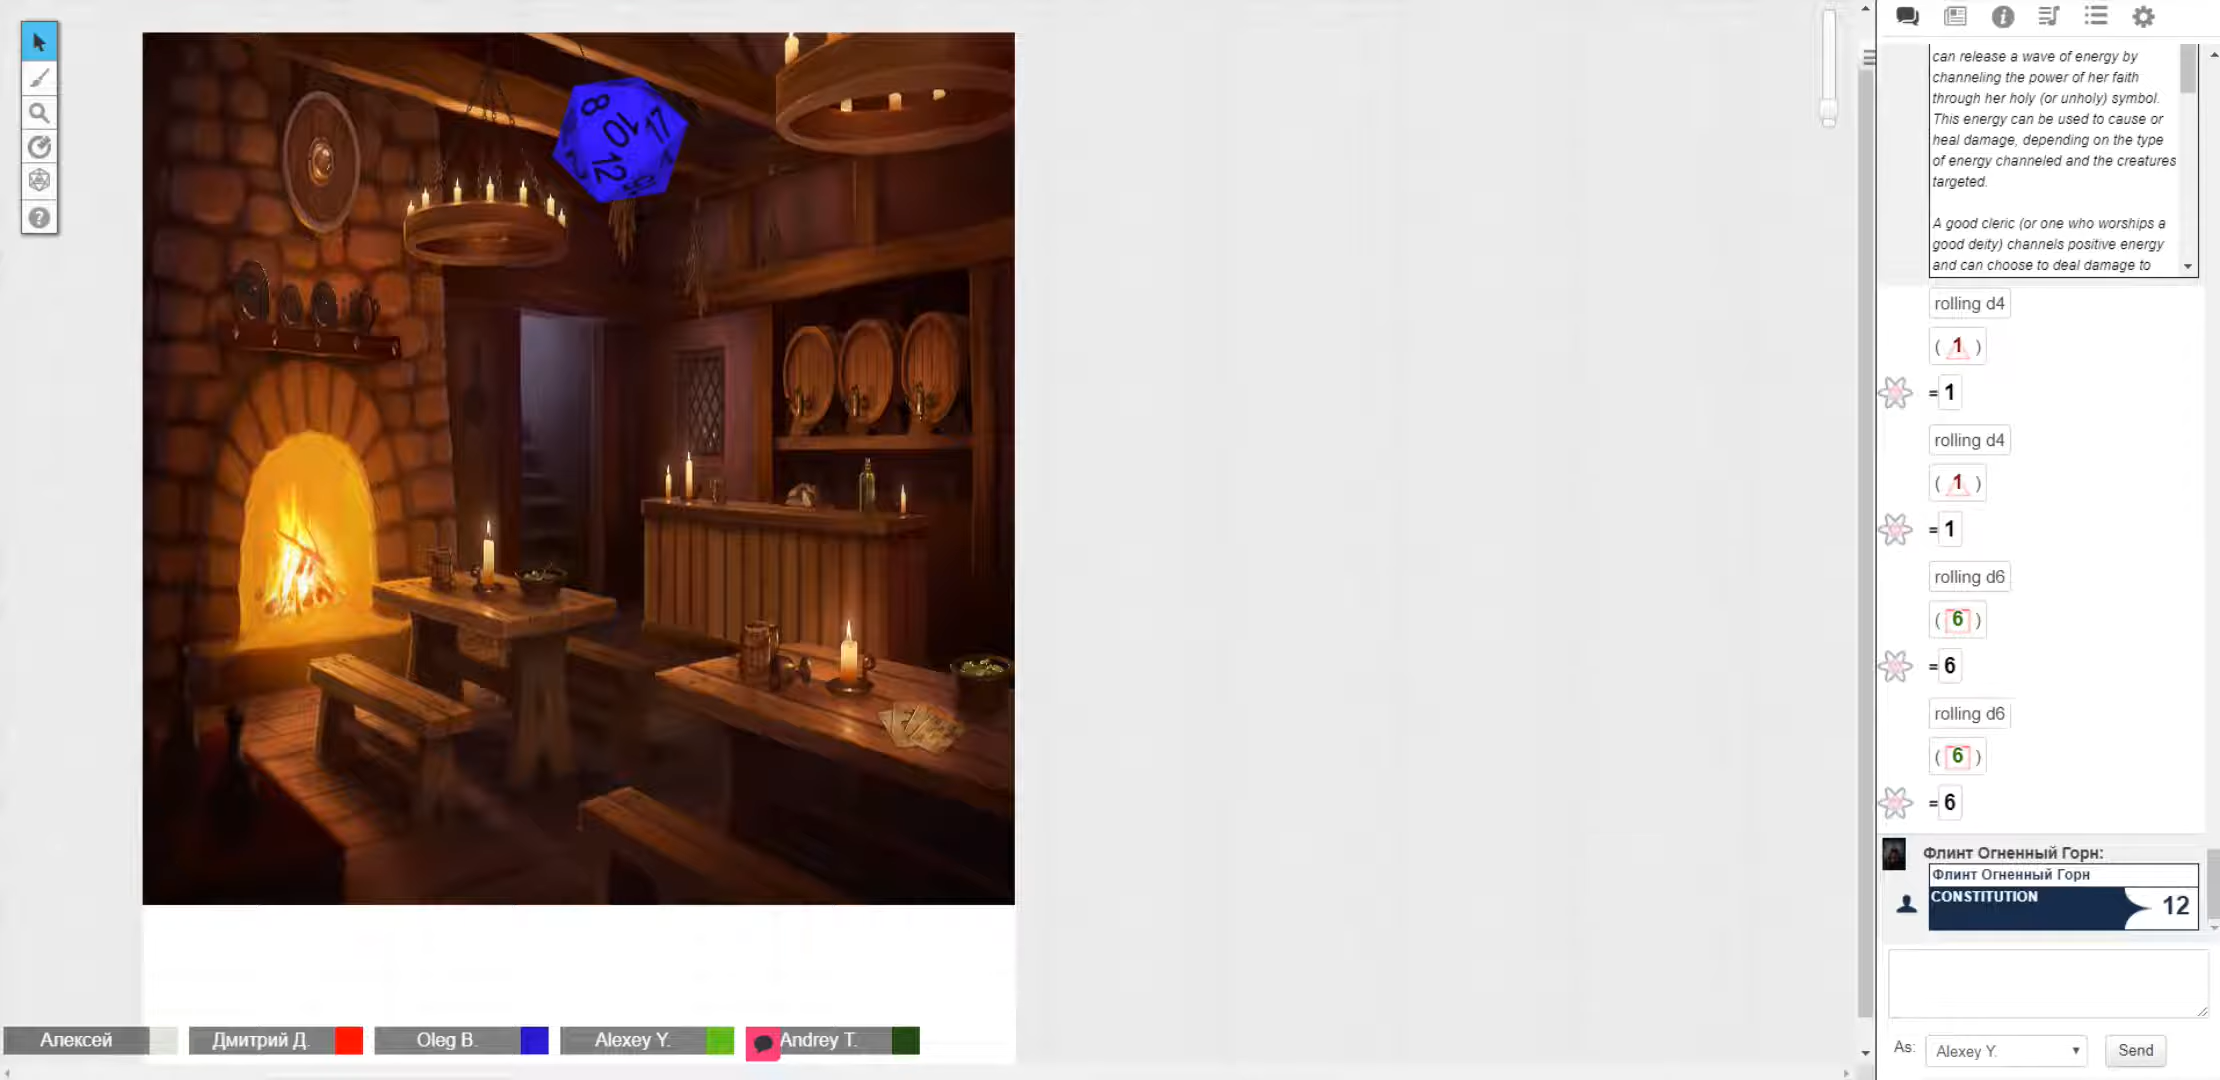 8
10
17
12
can release a wave of energy by
channeling the power of her faith
through her holy (or unholy) symbol.
This energy can be used to cause or
heal damage, depending on the type
of energy channeled and the creatures
targeted.
A good cleric (or one who worships a
good deity) channels positive energy
and can choose to deal damage to
rolling d4
( 1 )
=1
rolling d4
( 1 )
=1
rolling d6
( 6 )
=6
rolling d6
( 6 )
=6
Флинт Огненный Горн:
Флинт Огненный Горн
CONSTITUTION 12
As: Alexey Y. Send
Алексей Дмитрий Д. Oleg B. Alexey Y. Andrey T.